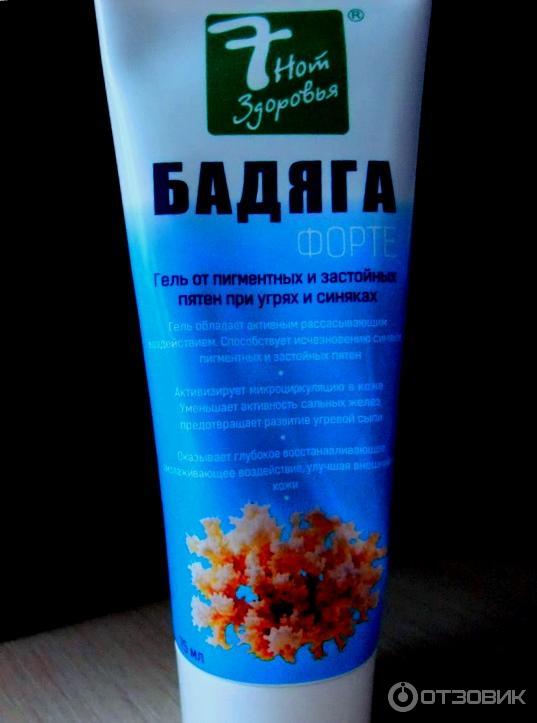 7 Нот
Здоровья
®
БАДЯГА
ФОРТЕ
Гель от пигментных и застойных
пятен при угрях и синяках
Гель обладает активным рассасывающим
воздействием. Способствует исчезновению
пигментных и застойных пятен
Активизирует микроциркуляцию в коже
Уменьшает активность сальных желез,
предотвращает развитие угревой сыпи
Оказывает глубокое восстанавливающее
воздействие, улучшая
кожи
75 мл
ОТЗОВИК